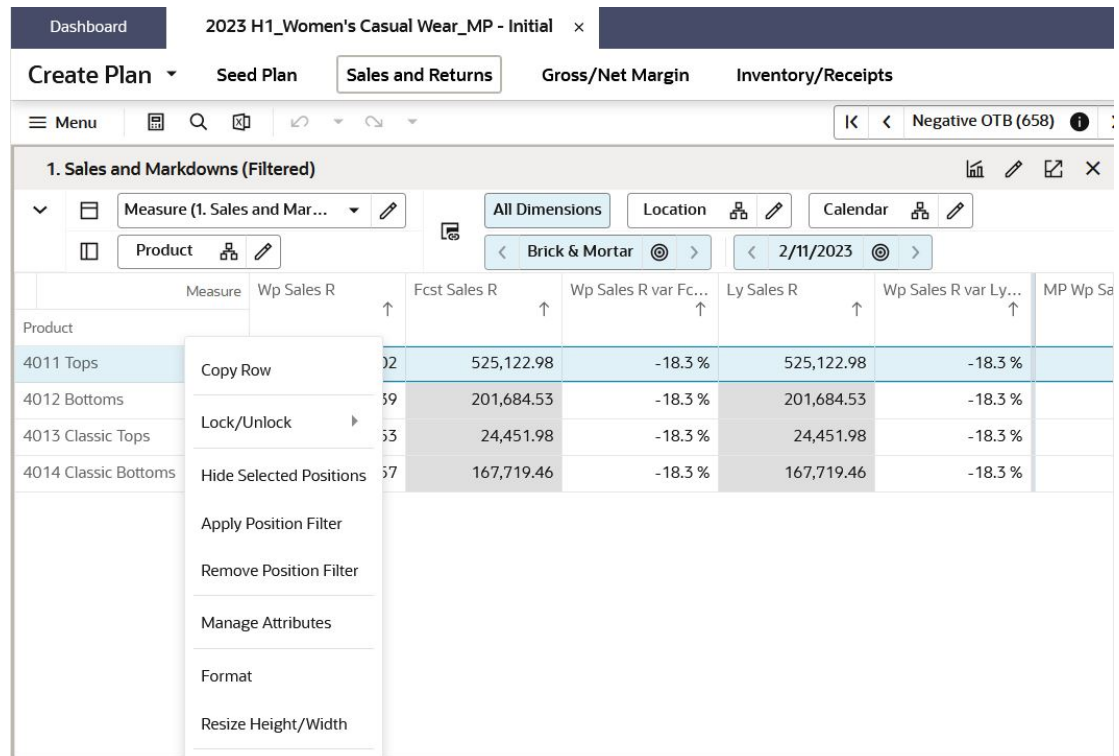 Dashboard 2023 H1_Women's Casual Wear_MP - Initial ×
Create Plan Seed Plan Sales and Returns Gross/Net Margin Inventory/Receipts
Menu Negative OTB (658)
1. Sales and Markdowns (Filtered)
Measure (1. Sales and Mar... All Dimensions Location Calendar
Product Brick & Mortar 2/11/2023
Measure Wp Sales R Fcst Sales R Wp Sales R var Fc... Ly Sales R Wp Sales R var Ly... MP Wp Sa
Product
4011 Tops 02 525,122.98 -18.3 % 525,122.98 -18.3 %
4012 Bottoms 39 201,684.53 -18.3 % 201,684.53 -18.3 %
4013 Classic Tops 53 24,451.98 -18.3 % 24,451.98 -18.3 %
4014 Classic Bottoms 57 167,719.46 -18.3 % 167,719.46 -18.3 %
Copy Row
Lock/Unlock
Hide Selected Positions
Apply Position Filter
Remove Position Filter
Manage Attributes
Format
Resize Height/Width